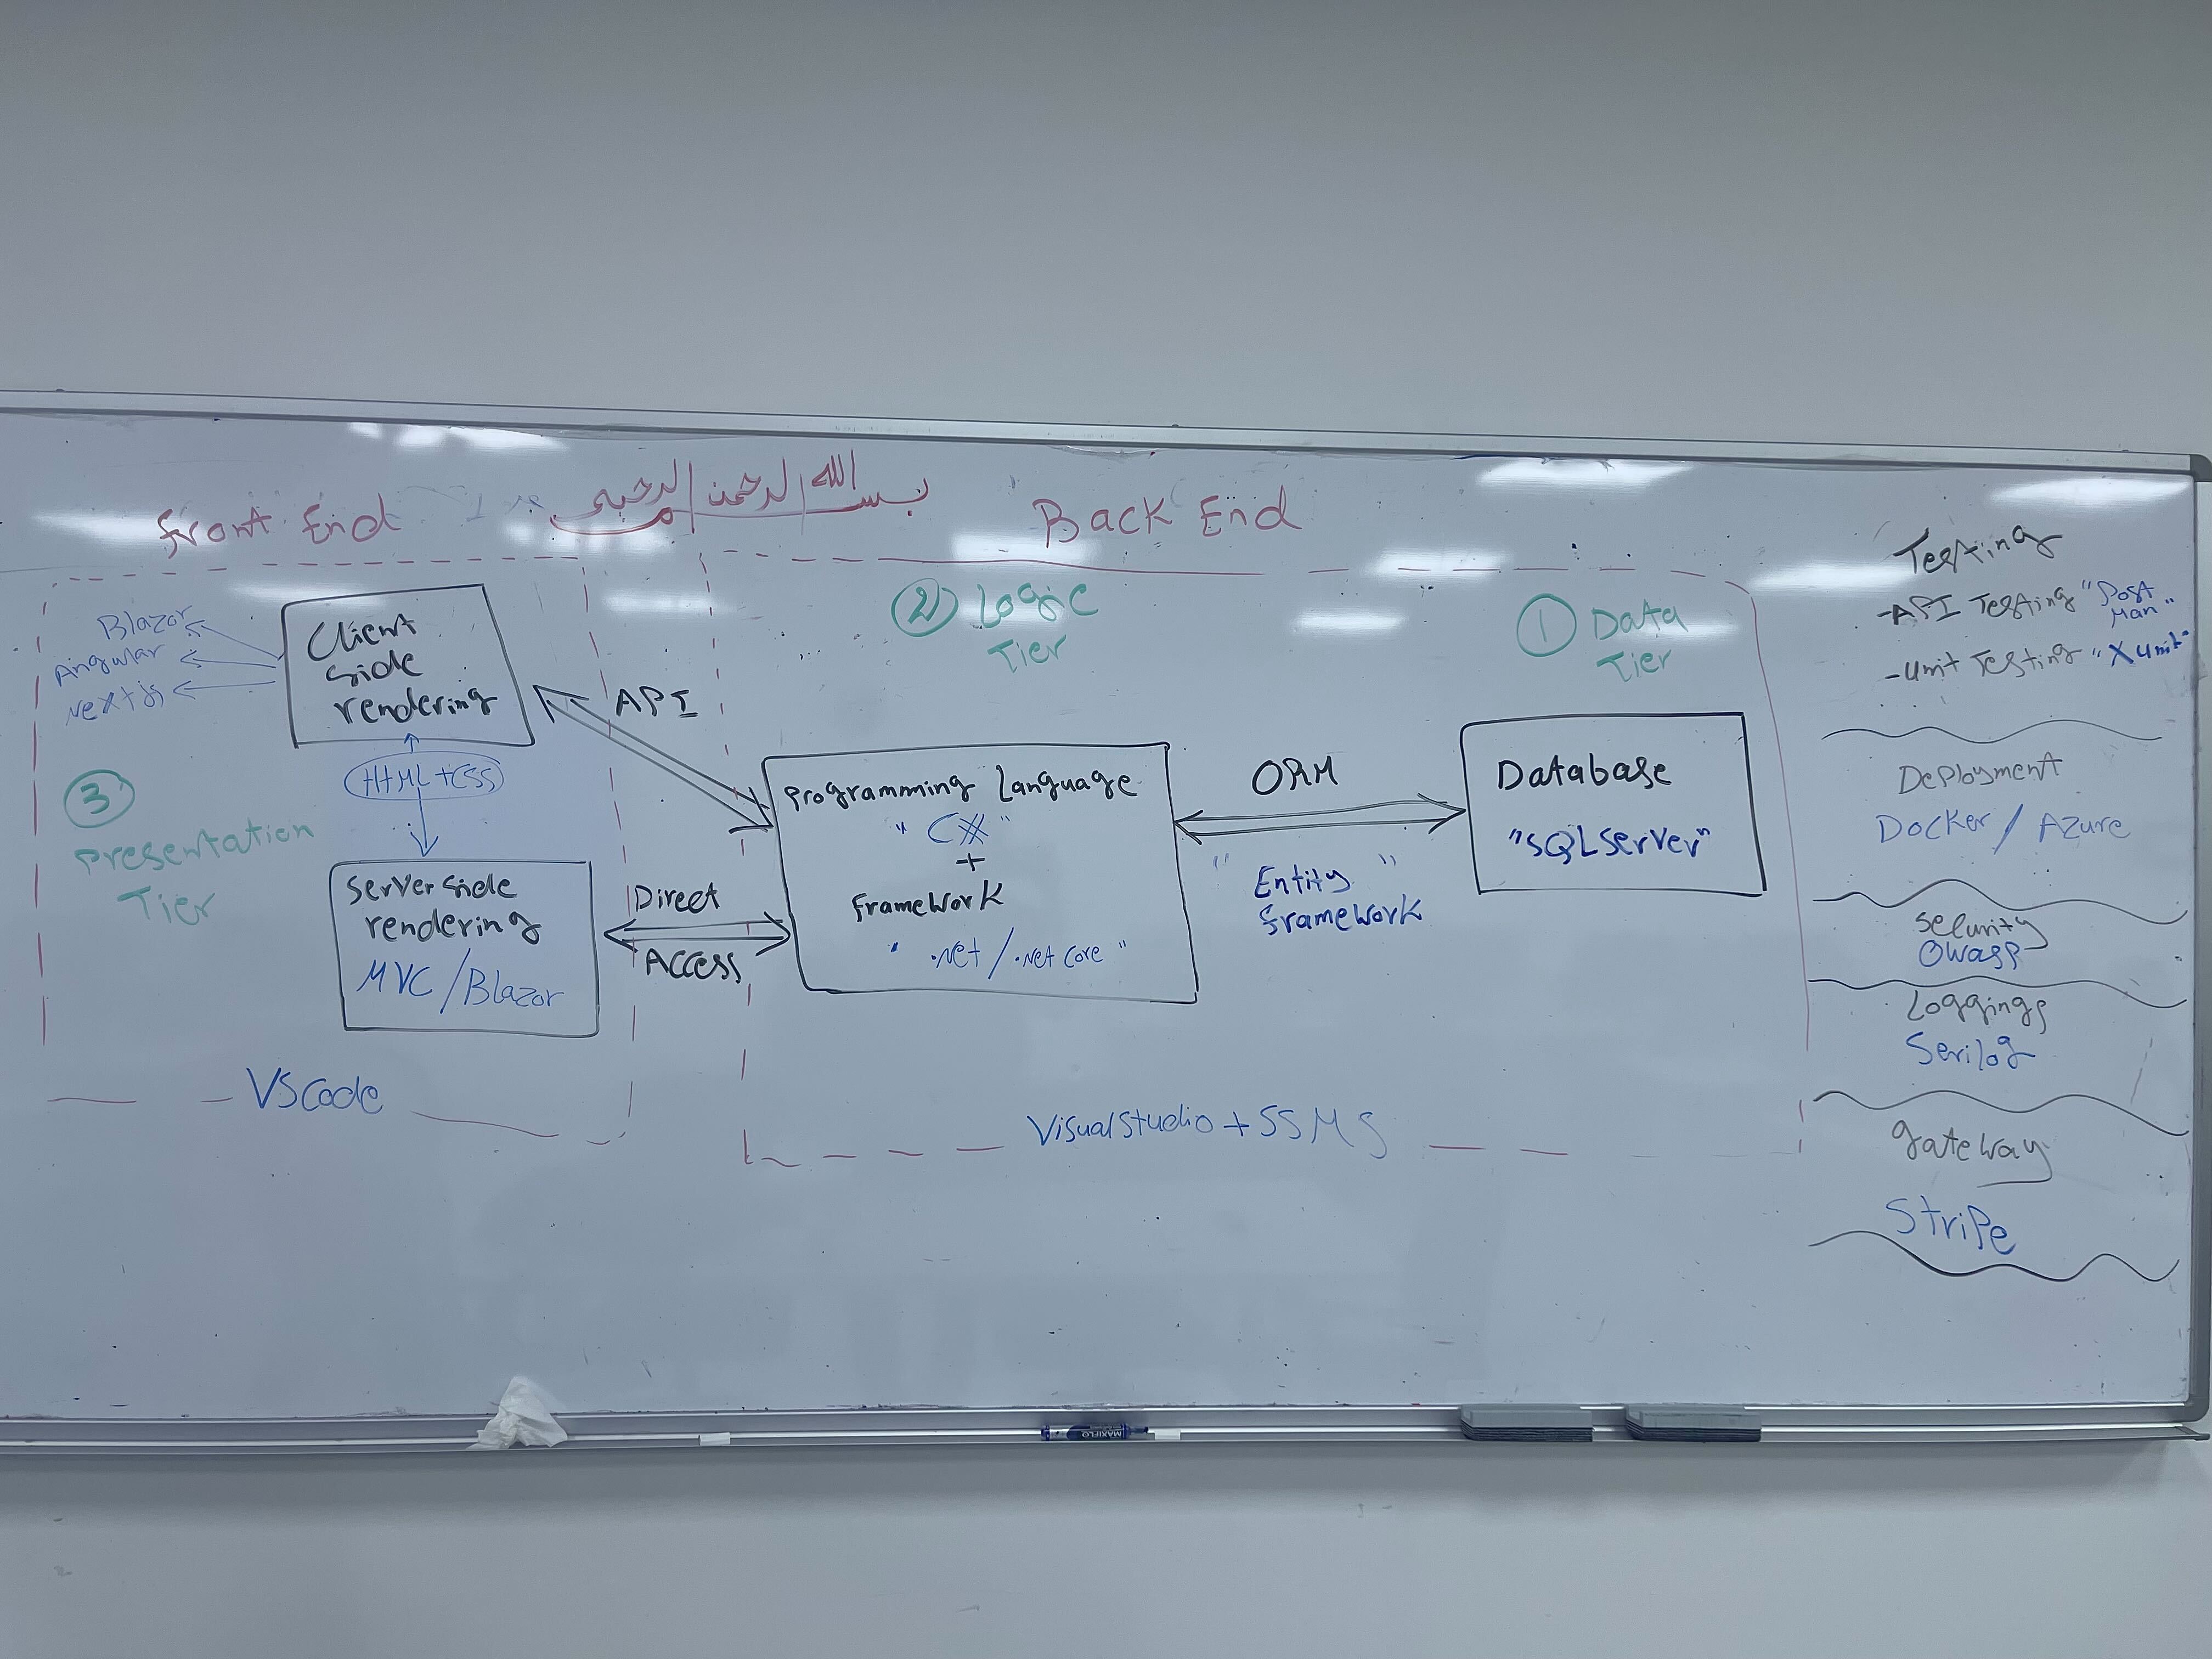 بسم الله الرحمن الرحيم
Front End
Back End
Blazor
Angular
Nextjs
Client
side
rendering
HTML+CSS
3
Presentation
Tier
Server side
rendering
MVC/Blazor
VSCode
API
Direct
Access
2 Logic
Tier
Programming Language
"C#"
+
FrameWork
".net/.net core"
ORM
"Entity"
FrameWork
1 Data
Tier
Database
"SQLServer"
VisualStudio+SSMS
Testing
-API Testing "Post
Man"
-Unit Testing "Xunit"
Deployment
Docker/Azure
Security
OWASP
Loggings
Serilog
gateway
Stripe
MAXIFLO